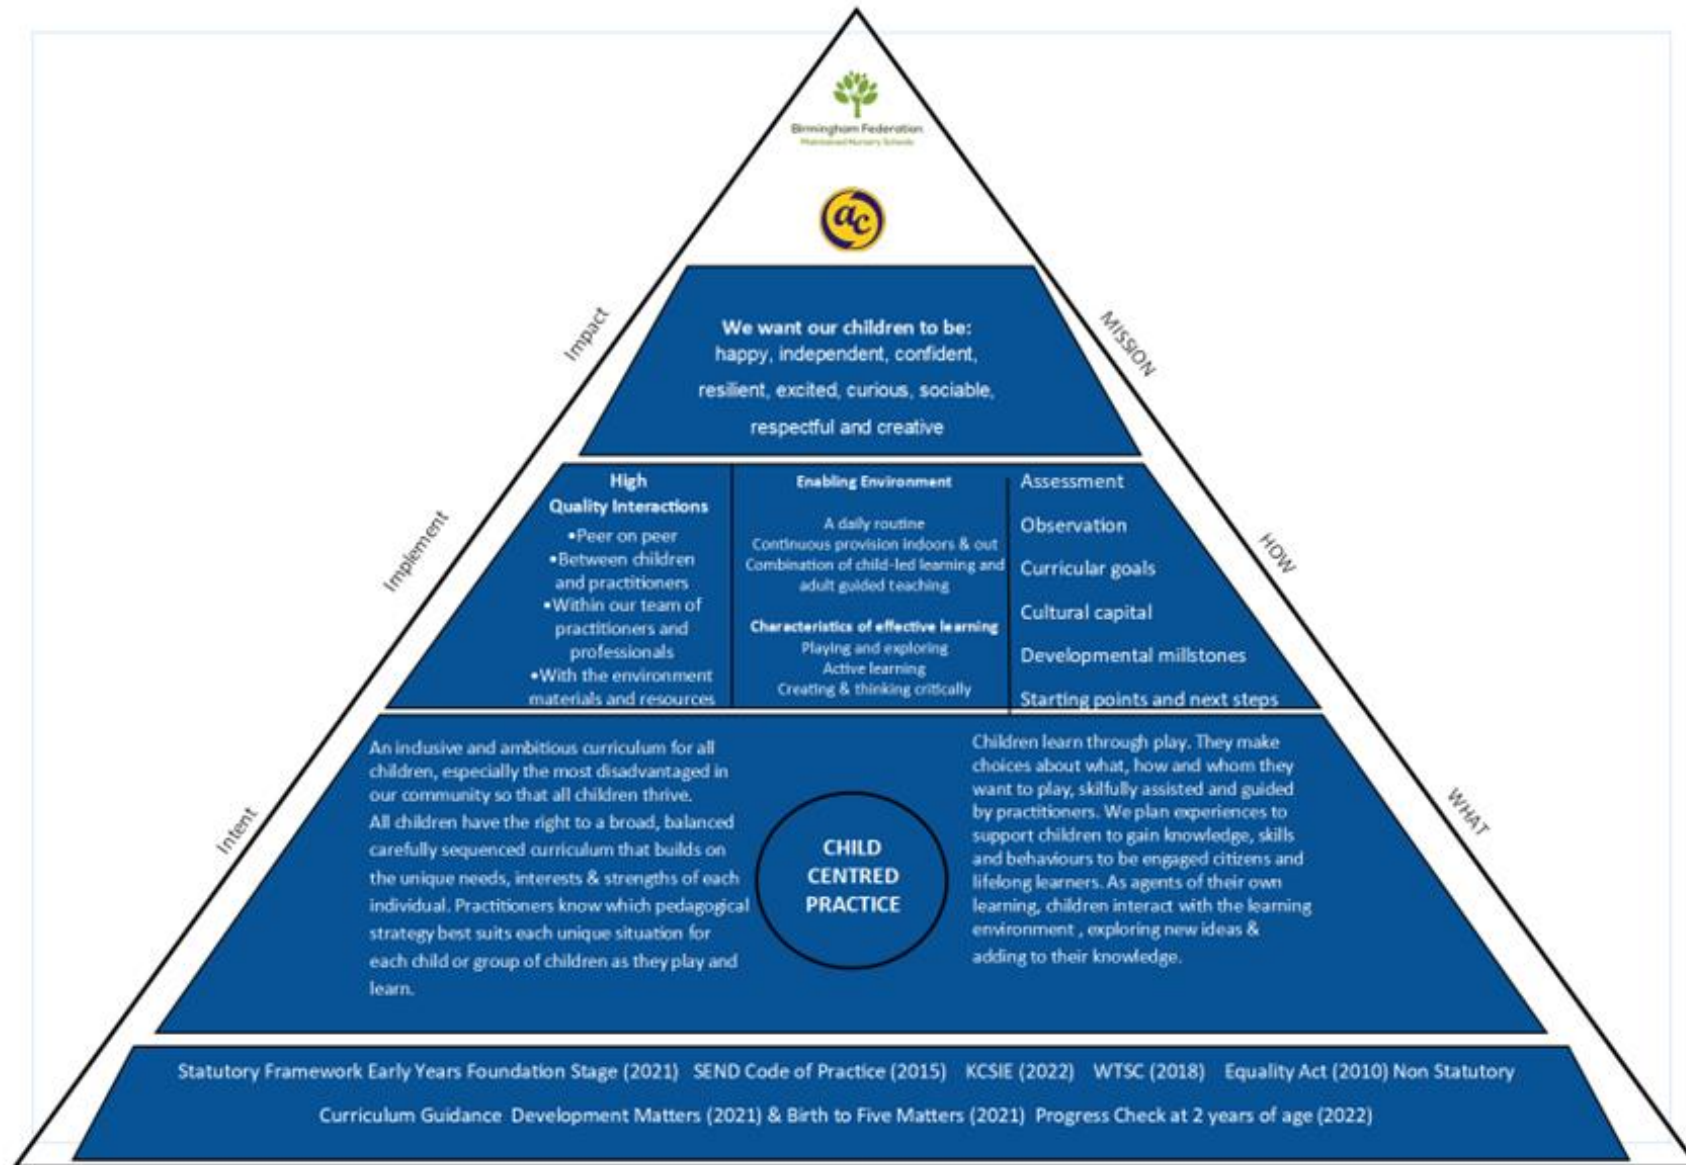 Birmingham Federation
Maintained Nursery Schools
ac
Impact
MISSION
We want our children to be:
happy, independent, confident,
resilient, excited, curious, sociable,
respectful and creative
Implement
HOW
High
Quality Interactions
•Peer on peer
•Between children
and practitioners
•Within our team of
practitioners and
professionals
•With the environment
materials and resources
Enabling Environment
A daily routine
Continuous provision indoors & out
Combination of child-led learning and
adult guided teaching
Characteristics of effective learning
Playing and exploring
Active learning
Creating & thinking critically
Assessment
Observation
Curricular goals
Cultural capital
Developmental millstones
Starting points and next steps
Intent
WHAT
An inclusive and ambitious curriculum for all
children, especially the most disadvantaged in
our community so that all children thrive.
All children have the right to a broad, balanced
carefully sequenced curriculum that builds on
the unique needs, interests & strengths of each
individual. Practitioners know which pedagogical
strategy best suits each unique situation for
each child or group of children as they play and
learn.
CHILD
CENTRED
PRACTICE
Children learn through play. They make
choices about what, how and whom they
want to play, skilfully assisted and guided
by practitioners. We plan experiences to
support children to gain knowledge, skills
and behaviours to be engaged citizens and
lifelong learners. As agents of their own
learning, children interact with the learning
environment , exploring new ideas &
adding to their knowledge.
Statutory Framework Early Years Foundation Stage (2021) SEND Code of Practice (2015) KCSIE (2022) WTSC (2018) Equality Act (2010) Non Statutory
Curriculum Guidance Development Matters (2021) & Birth to Five Matters (2021) Progress Check at 2 years of age (2022)